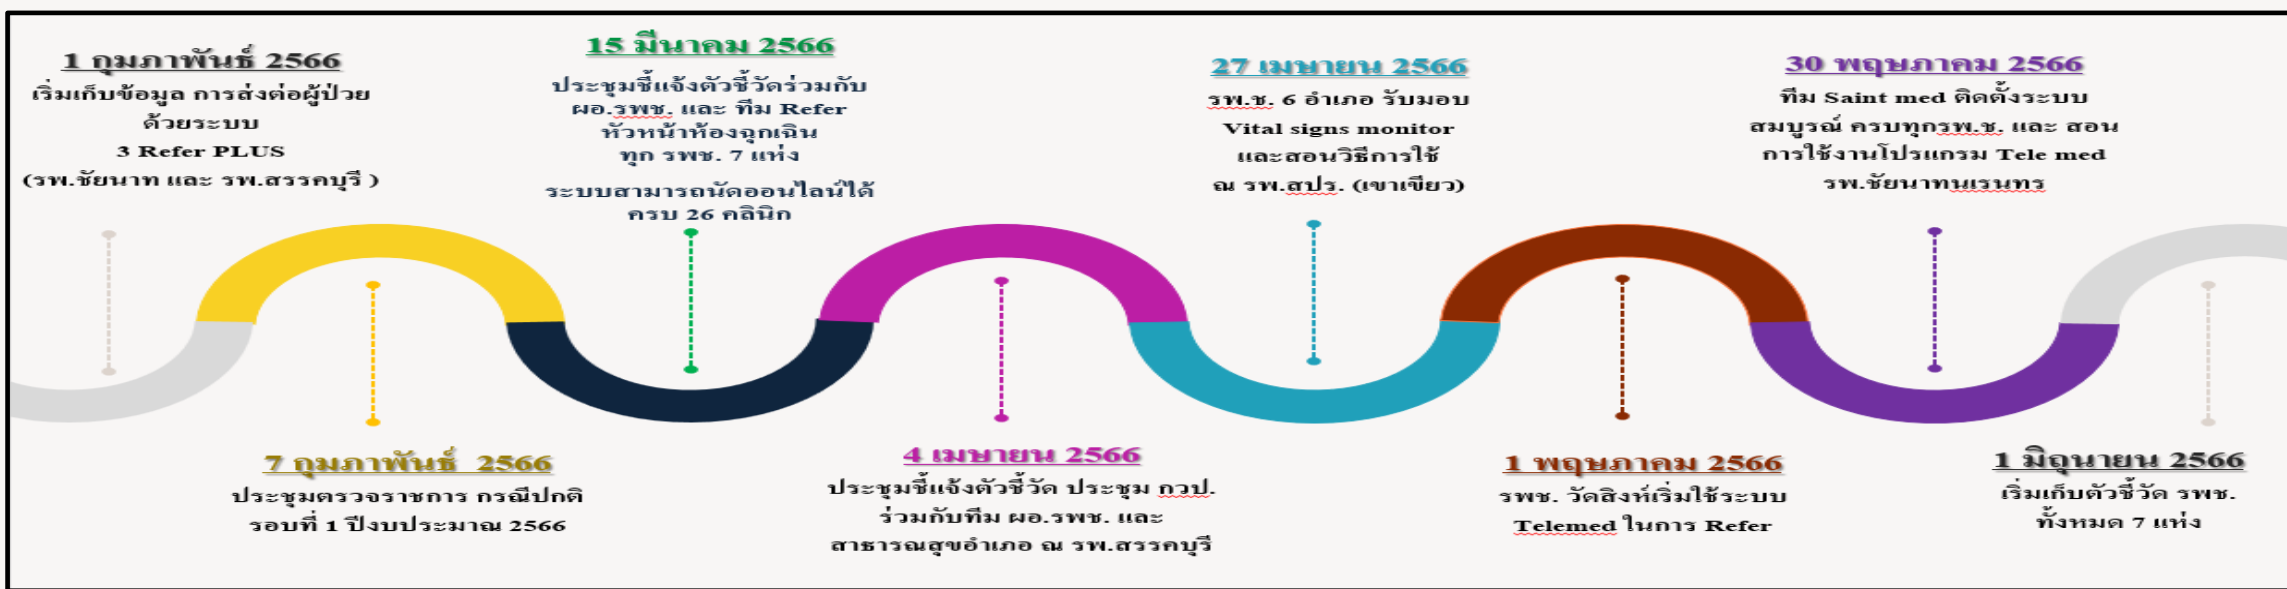 1 กุมภาพันธ์ 2566
เริ่มเก็บข้อมูล การส่งต่อผู้ป่วย
ด้วยระบบ
3 Refer PLUS
(รพ.ชัยนาท และ รพ.สรรคบุรี )
7 กุมภาพันธ์ 2566
ประชุมตรวจราชการ กรณีปกติ
รอบที่ 1 ปีงบประมาณ 2566
15 มีนาคม 2566
ประชุมชี้แจ้งตัวชี้วัดร่วมกับ
ผอ.รพช. และ ทีม Refer
หัวหน้าห้องฉุกเฉิน
ทุก รพช. 7 แห่ง
ระบบสามารถนัดออนไลน์ได้
ครบ 26 คลินิก
4 เมษายน 2566
ประชุมชี้แจ้งตัวชี้วัด ประชุม กวป.
ร่วมกับทีม ผอ.รพช. และ
สาธารณสุขอำเภอ ณ รพ.สรรคบุรี
27 เมษายน 2566
รพ.ช. 6 อำเภอ รับมอบ
Vital signs monitor
และสอนวิธีการใช้
ณ รพ.สปร. (เขาเขียว)
1 พฤษภาคม 2566
รพช. วัดสิงห์เริ่มใช้ระบบ
Telemed ในการ Refer
30 พฤษภาคม 2566
ทีม Saint med ติดตั้งระบบ
สมบูรณ์ ครบทุกรพ.ช. และ สอน
การใช้งานโปรแกรม Tele med
รพ.ชัยนาทนเรนทร
1 มิถุนายน 2566
เริ่มเก็บตัวชี้วัด รพช.
ทั้งหมด 7 แห่ง